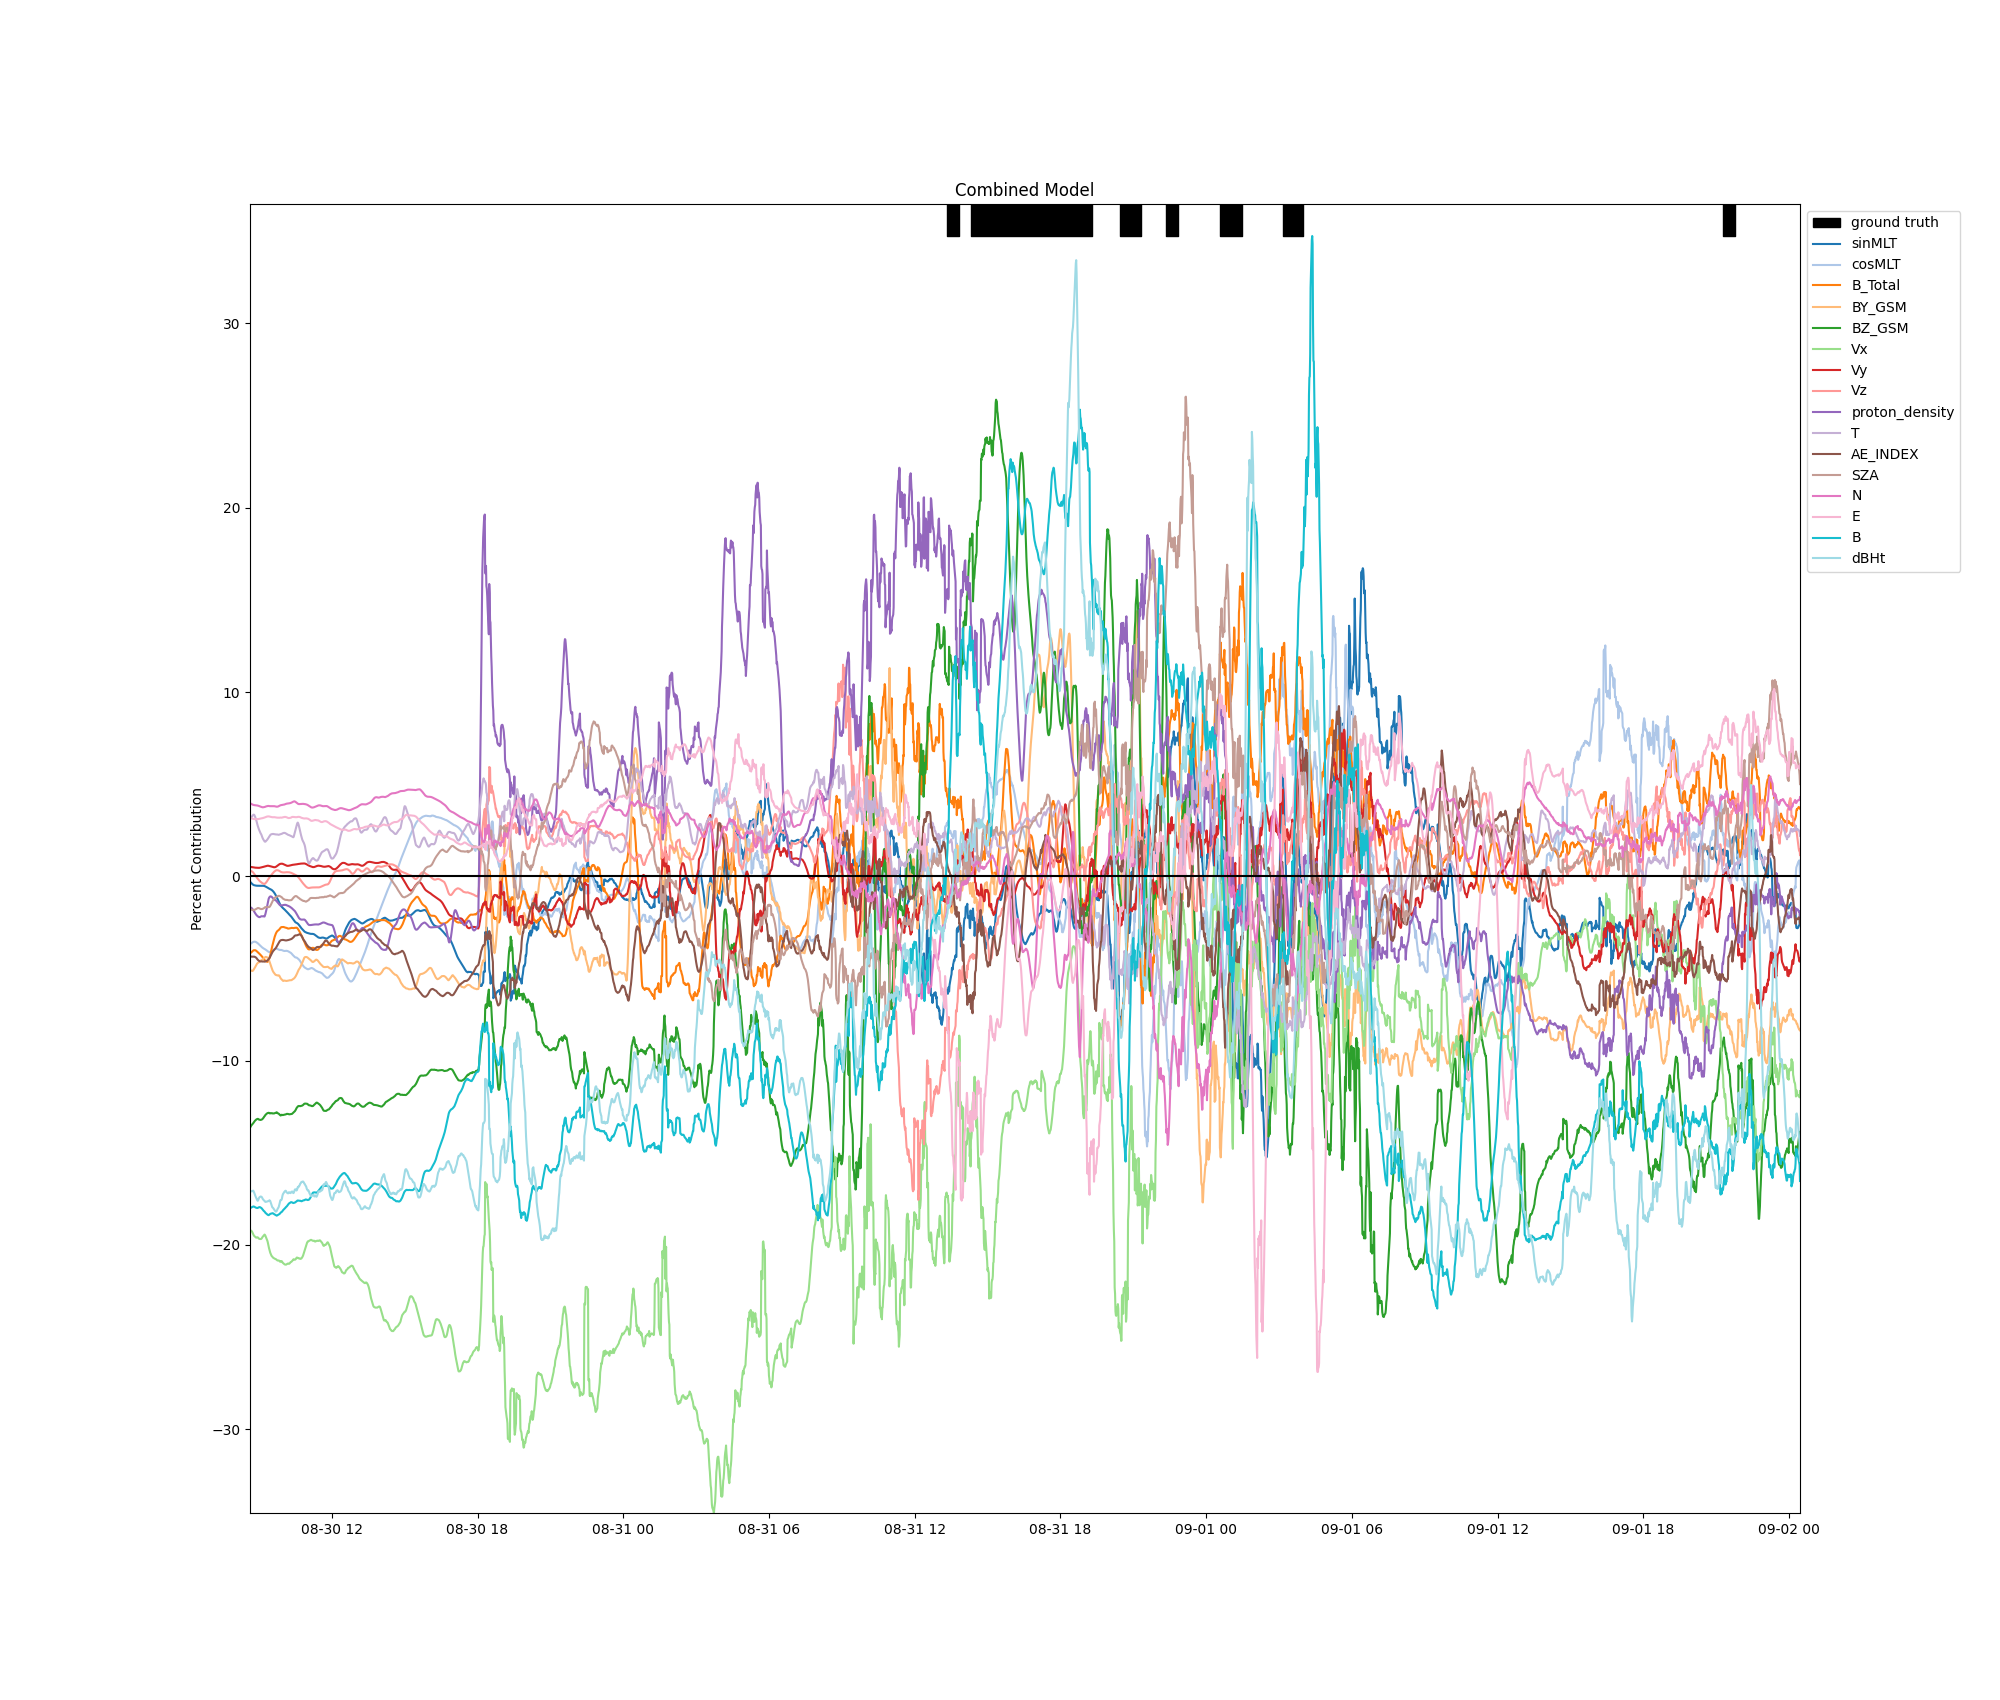 Combined Model
ground truth
sinMLT
cosMLT
B_Total
BY_GSM
BZ_GSM
Vx
Vy
Vz
proton_density
T
AE_INDEX
SZA
N
E
B
dBHt
Percent Contribution
30
20
10
0
−10
−20
−30
08-30 12
08-30 18
08-31 00
08-31 06
08-31 12
08-31 18
09-01 00
09-01 06
09-01 12
09-01 18
09-02 00